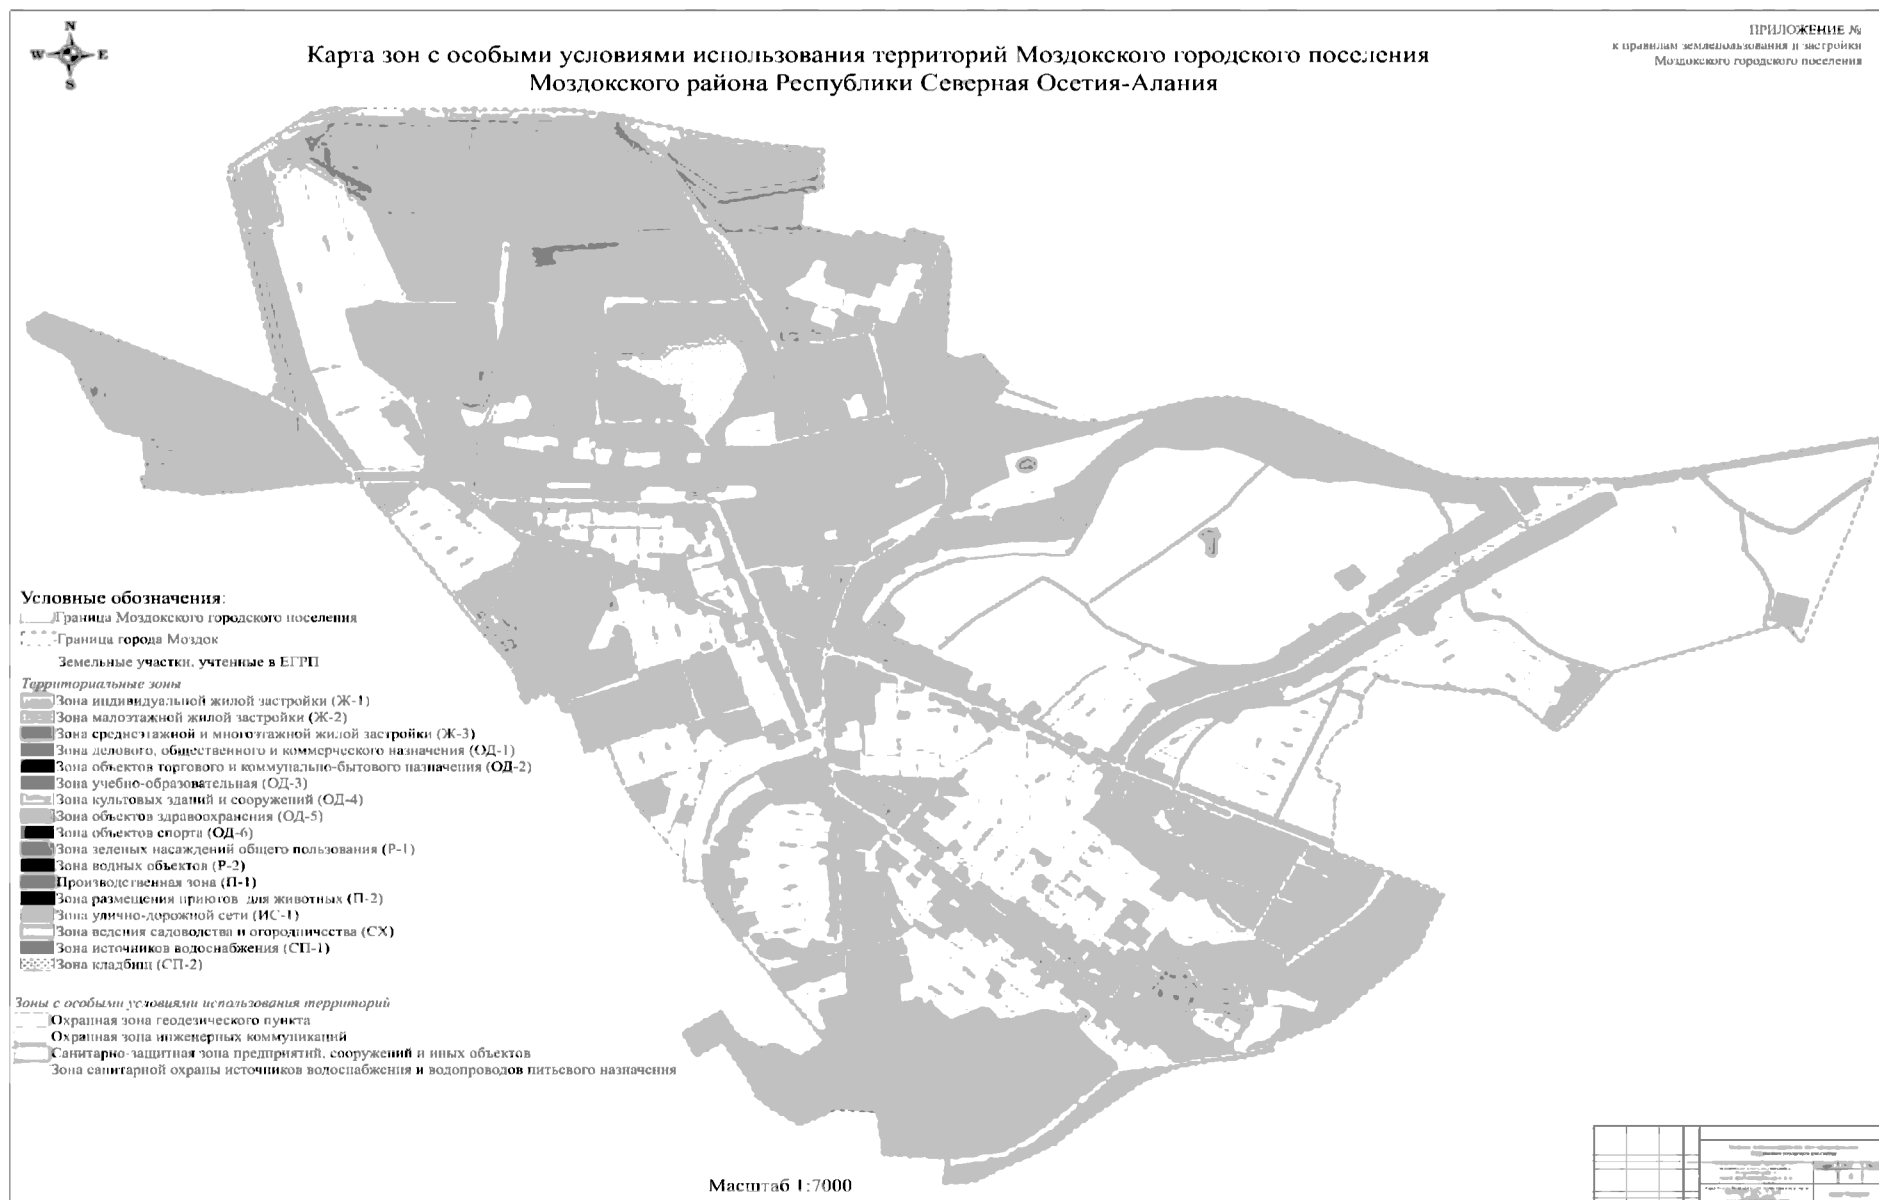 N
W E
S
Карта зон с особыми условиями использования территорий Моздокского городского поселения
Моздокского района Республики Северная Осетия-Алания
ПРИЛОЖЕНИЕ №
к правилам землепользования и застройки
Моздокского городского поселения
Условные обозначения:
Граница Моздокского городского поселения
Граница города Моздок
Земельные участки, учтенные в ЕГРП
Территориальные зоны
Зона индивидуальной жилой застройки (Ж-1)
Зона малоэтажной жилой застройки (Ж-2)
Зона среднеэтажной и многоэтажной жилой застройки (Ж-3)
Зона делового, общественного и коммерческого назначения (ОД-1)
Зона объектов торгового и коммунально-бытового назначения (ОД-2)
Зона учебно-образовательная (ОД-3)
Зона культовых зданий и сооружений (ОД-4)
Зона объектов здравоохранения (ОД-5)
Зона объектов спорта (ОД-6)
Зона зеленых насаждений общего пользования (Р-1)
Зона водных объектов (Р-2)
Производственная зона (П-1)
Зона размещения приютов для животных (П-2)
Зона улично-дорожной сети (ИС-1)
Зона ведения садоводства и огородничества (СХ)
Зона источников водоснабжения (СП-1)
Зона кладбищ (СП-2)
Зоны с особыми условиями использования территорий
Охранная зона геодезического пункта
Охранная зона инженерных коммуникаций
Санитарно-защитная зона предприятий, сооружений и иных объектов
Зона санитарной охраны источников водоснабжения и водопроводов питьевого назначения
Масштаб 1:7000